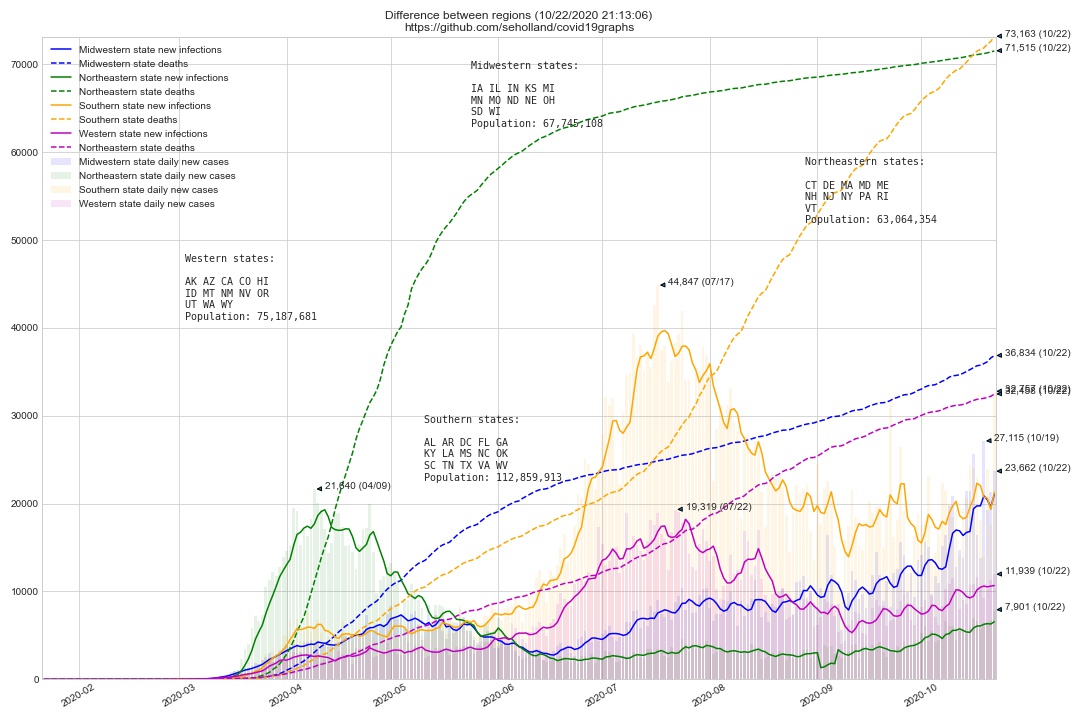 Difference between regions (10/22/2020 21:13:06)
https://github.com/seholland/covid19graphs
Midwestern state new infections
Midwestern state deaths
Northeastern state new infections
Northeastern state deaths
Southern state new infections
Southern state deaths
Western state new infections
Northeastern state deaths
Midwestern state daily new cases
Northeastern state daily new cases
Southern state daily new cases
Western state daily new cases
Midwestern states:
IA IL IN KS MI
MN MO ND NE OH
SD WI
Population: 67,745,108
Northeastern states:
CT DE MA MD ME
NH NJ NY PA RI
VT
Population: 63,064,354
Western states:
AK AZ CA CO HI
ID MT NM NV OR
UT WA WY
Population: 75,187,681
Southern states:
AL AR DC FL GA
KY LA MS NC OK
SC TN TX VA WV
Population: 112,859,913
73,163 (10/22)
71,515 (10/22)
44,847 (07/17)
36,834 (10/22)
27,115 (10/19)
23,662 (10/22)
21,640 (04/09)
19,319 (07/22)
11,939 (10/22)
7,901 (10/22)
70000
60000
50000
40000
30000
20000
10000
0
2020-02
2020-03
2020-04
2020-05
2020-06
2020-07
2020-08
2020-09
2020-10